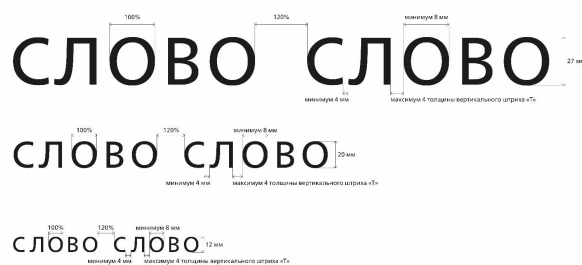 100% 120% минимум 8 мм
СЛОВО СЛОВО
27 мм
минимум 4 мм максимум 4 толщины вертикального штриха «Т»
100% 120% минимум 8 мм
СЛОВО СЛОВО 20 мм
минимум 4 мм максимум 4 толщины вертикального штриха «Т»
100% 120% минимум 8 мм
СЛОВО СЛОВО 12 мм
минимум 4 мм максимум 4 толщины вертикального штриха «Т»